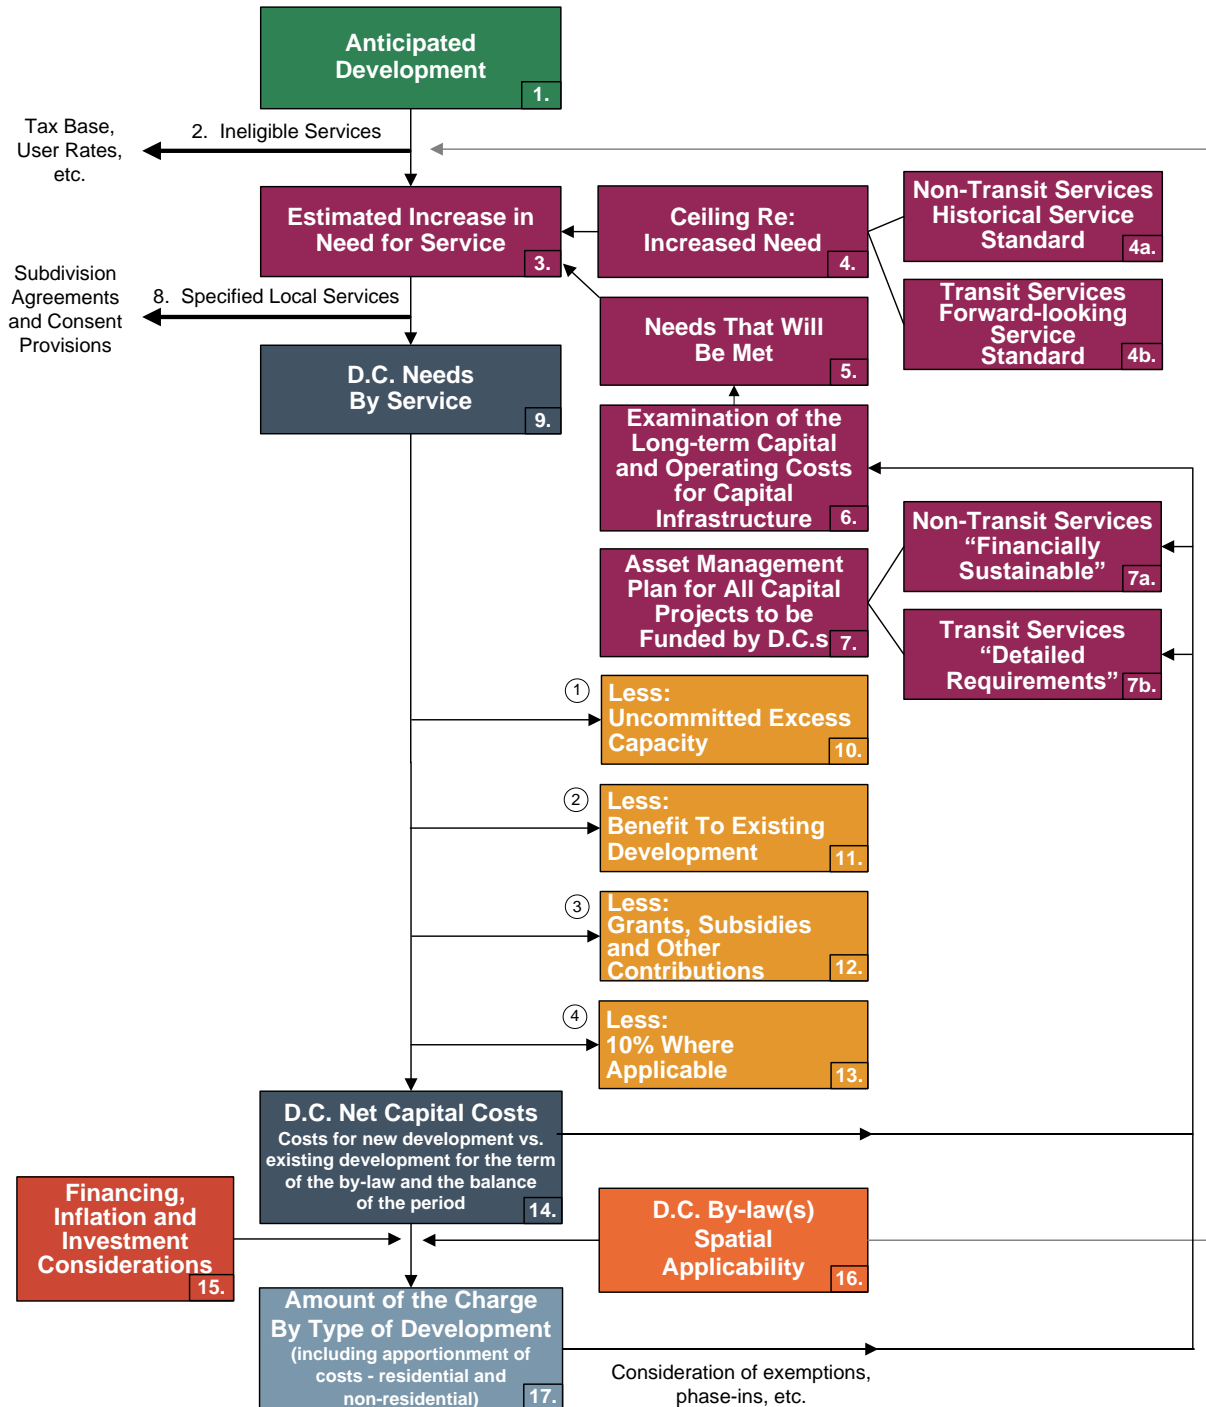 Anticipated
Development
1.
Tax Base,
User Rates,
etc.
2. Ineligible Services
Estimated Increase in
Need for Service
3.
Ceiling Re:
Increased Need
4.
Non-Transit Services
Historical Service
Standard
4a.
Transit Services
Forward-looking
Service
Standard
4b.
Subdivision
Agreements
and Consent
Provisions
8. Specified Local Services
Needs That Will
Be Met
5.
D.C. Needs
By Service
9.
Examination of the
Long-term Capital
and Operating Costs
for Capital
Infrastructure
6.
Non-Transit Services
“Financially
Sustainable”
7a.
Asset Management
Plan for All Capital
Projects to be
Funded by D.C.s
7.
Transit Services
“Detailed
Requirements”
7b.
1
Less:
Uncommitted Excess
Capacity
10.
2
Less:
Benefit To Existing
Development
11.
3
Less:
Grants, Subsidies
and Other
Contributions
12.
4
Less:
10% Where
Applicable
13.
D.C. Net Capital Costs
Costs for new development vs.
existing development for the term
of the by-law and the balance
of the period
14.
Financing,
Inflation and
Investment
Considerations
15.
D.C. By-law(s)
Spatial
Applicability
16.
Amount of the Charge
By Type of Development
(including apportionment of
costs - residential and
non-residential)
17.
Consideration of exemptions,
phase-ins, etc.